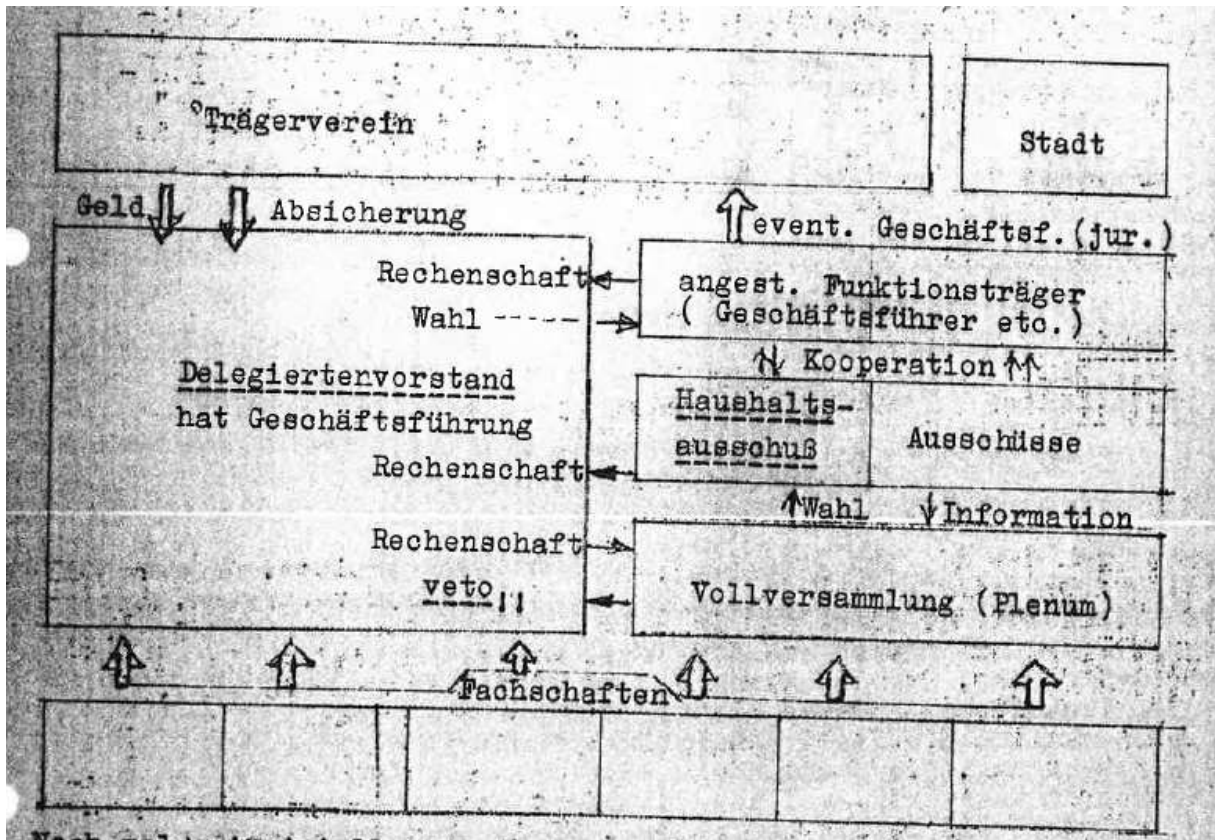 Trägerverein
Stadt
Geld
Absicherung
event. Geschäftsf.(jur.)
Rechenschaft
angest. Funktionsträger
( Geschäftsführer etc.)
Wahl
Kooperation
Delegiertenvorstand
hat Geschäftsführung
Haushalts-
ausschuß
Ausschüsse
Rechenschaft
Wahl
Information
Rechenschaft
veto
Vollversammlung (Plenum)
Fachschaften